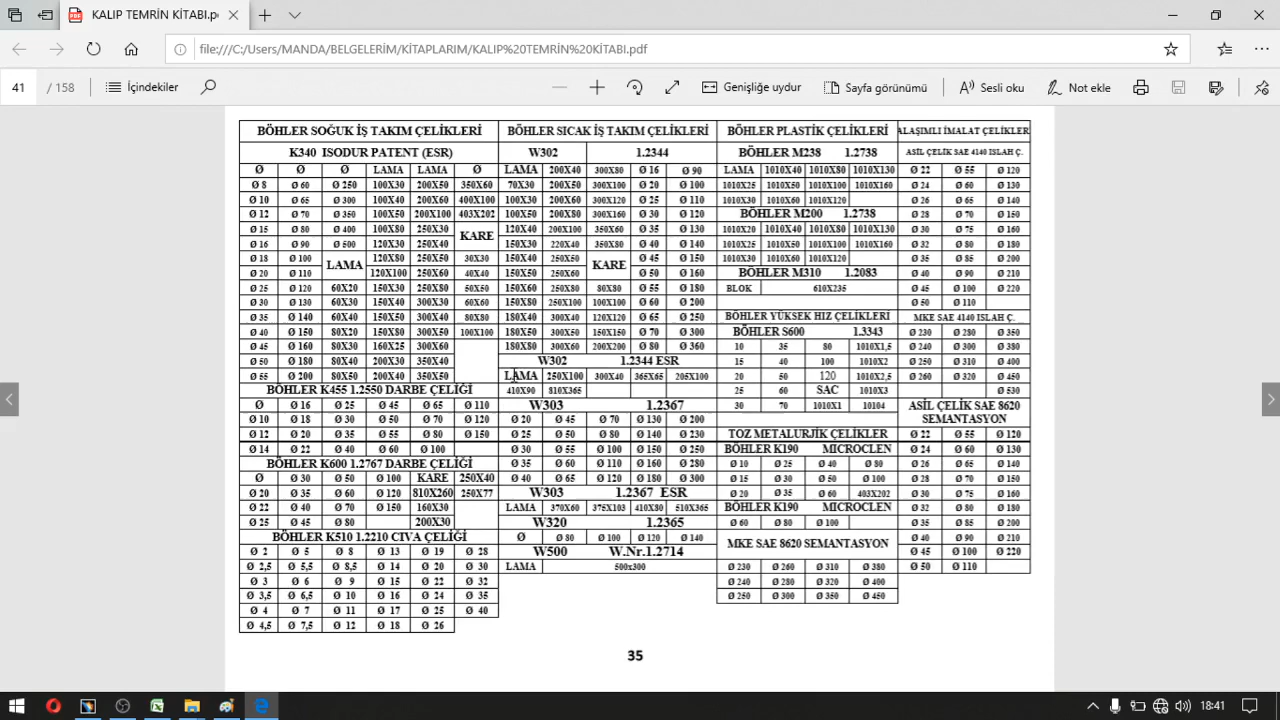 KALIP TEMRİN KİTABI.pdf
file:///C:/Users/MANDA/BELGELERİM/KİTAPLARIM/KALIP%20TEMRİN%20KİTABI.pdf
41 / 158 İçindekiler Genişliğe uydur Sayfa görünümü Sesli oku Not ekle
BÖHLER SOĞUK İŞ TAKIM ÇELİKLERİ
K340 ISODUR PATENT (ESR)
Ø Ø Ø LAMA LAMA Ø
Ø 8 Ø 60 Ø 250 100X30 200X50 350X60
Ø 10 Ø 65 Ø 300 100X40 200X60 400X100
Ø 12 Ø 70 Ø 350 100X50 200X100 403X202
Ø 15 Ø 80 Ø 400 100X80 250X30 KARE
Ø 16 Ø 90 Ø 500 120X30 250X40
Ø 18 Ø 100 LAMA 120X80 250X50 30X30
Ø 20 Ø 110 120X100 250X60 40X40
Ø 25 Ø 120 60X20 150X30 250X80 50X50
Ø 30 Ø 130 60X30 150X40 300X30 60X60
Ø 35 Ø 140 60X40 150X50 300X40 80X80
Ø 40 Ø 150 80X20 150X80 300X50 100X100
Ø 45 Ø 160 80X30 160X25 300X60
Ø 50 Ø 180 80X40 200X30 350X40
Ø 55 Ø 200 80X50 200X40 350X50
BÖHLER K455 1.2550 DARBE ÇELİĞİ
Ø Ø 16 Ø 25 Ø 45 Ø 65 Ø 110
Ø 10 Ø 18 Ø 30 Ø 50 Ø 70 Ø 120
Ø 12 Ø 20 Ø 35 Ø 55 Ø 80 Ø 150
Ø 14 Ø 22 Ø 40 Ø 60 Ø 100
BÖHLER K600 1.2767 DARBE ÇELİĞİ
Ø Ø 30 Ø 50 Ø 100 KARE 250X40
Ø 20 Ø 35 Ø 60 Ø 120 810X260 250X77
Ø 22 Ø 40 Ø 70 Ø 150 160X30
Ø 25 Ø 45 Ø 80 200X30
BÖHLER K510 1.2210 CIVA ÇELİĞİ
Ø 2 Ø 5 Ø 8 Ø 13 Ø 19 Ø 28
Ø 2,5 Ø 5,5 Ø 8,5 Ø 14 Ø 20 Ø 30
Ø 3 Ø 6 Ø 9 Ø 15 Ø 22 Ø 32
Ø 3,5 Ø 6,5 Ø 10 Ø 16 Ø 24 Ø 35
Ø 4 Ø 7 Ø 11 Ø 17 Ø 25 Ø 40
Ø 4,5 Ø 7,5 Ø 12 Ø 18 Ø 26
BÖHLER SICAK İŞ TAKIM ÇELİKLERİ
W302 1.2344
LAMA 200X40 300X80 Ø 16 Ø 90
70X30 200X50 300X100 Ø 20 Ø 100
100X30 200X60 300X120 Ø 25 Ø 110
100X50 200X80 300X160 Ø 30 Ø 120
120X40 200X100 350X60 Ø 35 Ø 130
150X30 220X40 350X80 Ø 40 Ø 140
150X40 250X50 KARE Ø 45 Ø 150
150X50 250X60 Ø 50 Ø 160
150X60 250X80 80X80 Ø 55 Ø 180
150X80 250X100 100X100 Ø 60 Ø 200
180X40 300X40 120X120 Ø 65 Ø 250
180X50 300X50 150X150 Ø 70 Ø 300
180X80 300X60 200X200 Ø 80 Ø 360
W302 1.2344 ESR
LAMA 250X100 300X40 365X65 205X100
410X90 810X365
W303 1.2367
Ø 20 Ø 45 Ø 70 Ø 130 Ø 200
Ø 25 Ø 50 Ø 80 Ø 140 Ø 230
Ø 30 Ø 55 Ø 100 Ø 150 Ø 250
Ø 35 Ø 60 Ø 110 Ø 160 Ø 280
Ø 40 Ø 65 Ø 120 Ø 180 Ø 300
W303 1.2367 ESR
LAMA 370X60 375X103 410X80 510X365
W320 1.2365
Ø Ø 80 Ø 100 Ø 120 Ø 140
W500 W.Nr.1.2714
LAMA 500x300
BÖHLER PLASTİK ÇELİKLERİ
BÖHLER M238 1.2738
LAMA 1010X40 1010X80 1010X130
1010X25 1010X50 1010X100 1010X160
1010X30 1010X60 1010X120
BÖHLER M200 1.2738
1010X20 1010X40 1010X80 1010X130
1010X25 1010X50 1010X100 1010X160
1010X30 1010X60 1010X120
BÖHLER M310 1.2083
BLOK 610X235
BÖHLER YÜKSEK HIZ ÇELİKLERİ
BÖHLER S600 1.3343
10 35 80 1010X1,5
15 40 100 1010X2
20 50 120 1010X2,5
25 60 SAC 1010X3
30 70 1010X1 10104
TOZ METALURJİK ÇELİKLER
BÖHLER K190 MICROCLEN
Ø 10 Ø 25 Ø 40 Ø 80
Ø 15 Ø 30 Ø 50 Ø 100
Ø 20 Ø 35 Ø 60 403X202
BÖHLER K190 MICROCLEN
Ø 60 Ø 80 Ø 100
MKE SAE 8620 SEMANTASYON
Ø 230 Ø 260 Ø 310 Ø 380
Ø 240 Ø 280 Ø 320 Ø 400
Ø 250 Ø 300 Ø 350 Ø 450
ALAŞIMLI İMALAT ÇELİKLER
ASİL ÇELİK SAE 4140 ISLAH Ç.
Ø 22 Ø 55 Ø 120
Ø 24 Ø 60 Ø 130
Ø 26 Ø 65 Ø 140
Ø 28 Ø 70 Ø 150
Ø 30 Ø 75 Ø 160
Ø 32 Ø 80 Ø 180
Ø 35 Ø 85 Ø 200
Ø 40 Ø 90 Ø 210
Ø 45 Ø 100 Ø 220
Ø 50 Ø 110
MKE SAE 4140 ISLAH Ç.
Ø 230 Ø 280 Ø 350
Ø 240 Ø 300 Ø 380
Ø 250 Ø 310 Ø 400
Ø 260 Ø 320 Ø 450
Ø 530
ASİL ÇELİK SAE 8620
SEMANTASYON
Ø 22 Ø 55 Ø 120
Ø 24 Ø 60 Ø 130
Ø 26 Ø 65 Ø 140
Ø 28 Ø 70 Ø 150
Ø 30 Ø 75 Ø 160
Ø 32 Ø 80 Ø 180
Ø 35 Ø 85 Ø 200
Ø 40 Ø 90 Ø 210
Ø 45 Ø 100 Ø 220
Ø 50 Ø 110
35
18:41